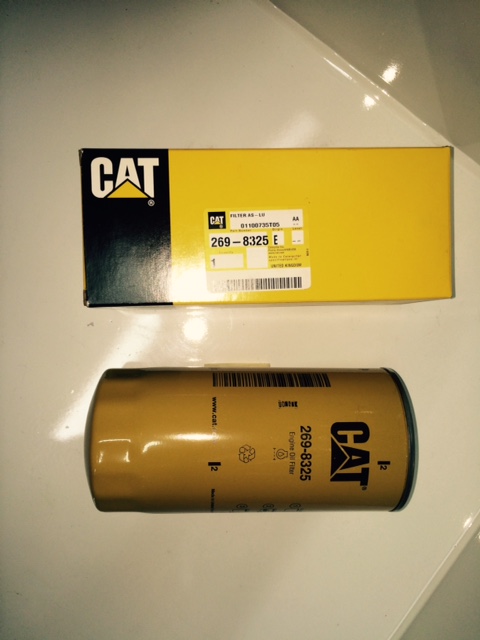 CAT
®
CAT
FILTER AS-LU
AA
01100735T05
269-8325
E
1
UNITED KINGDOM
CAT
®
269-8325
Engine Oil Filter
2
2
www.cat.